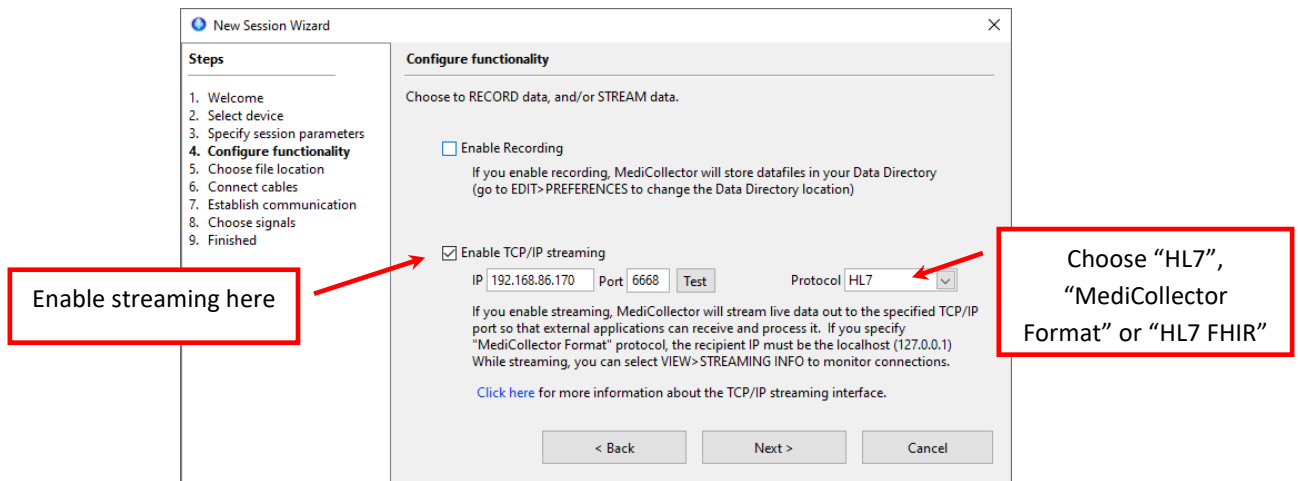 New Session Wizard
Steps
1. Welcome
2. Select device
3. Specify session parameters
4. Configure functionality
5. Choose file location
6. Connect cables
7. Establish communication
8. Choose signals
9. Finished
Configure functionality
Choose to RECORD data, and/or STREAM data.
Enable Recording
If you enable recording, MediCollector will store datafiles in your Data Directory
(go to EDIT>PREFERENCES to change the Data Directory location)
Enable TCP/IP streaming
IP 192.168.86.170 Port 6668 Test Protocol HL7
If you enable streaming, MediCollector will stream live data out to the specified TCP/IP
port so that external applications can receive and process it. If you specify
"MediCollector Format" protocol, the recipient IP must be the localhost (127.0.0.1)
While streaming, you can select VIEW>STREAMING INFO to monitor connections.
Click here for more information about the TCP/IP streaming interface.
< Back Next > Cancel
Enable streaming here
Choose “HL7”,
“MediCollector
Format” or “HL7 FHIR”